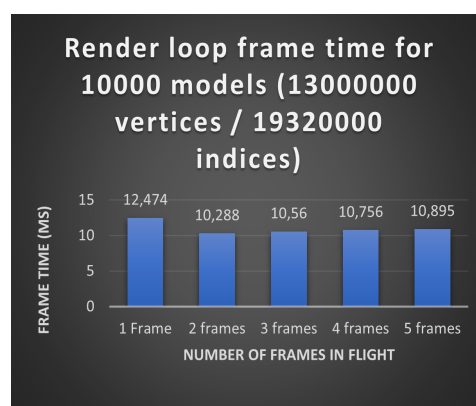 Render loop frame time for
10000 models (13000000
vertices / 19320000
indices)
FRAME TIME (MS)
15
10
5
0
12,474
10,288
10,56
10,756
10,895
1 Frame
2 frames
3 frames
4 frames
5 frames
NUMBER OF FRAMES IN FLIGHT